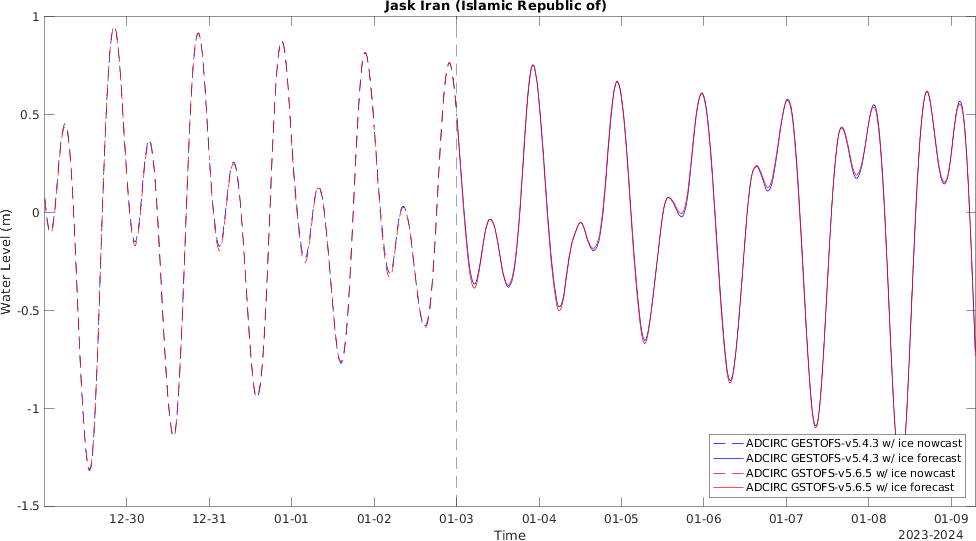 Jask Iran (Islamic Republic of)
1
0.5
0
-0.5
-1
-1.5
Water Level (m)
12-30 12-31 01-01 01-02 01-03 01-04 01-05 01-06 01-07 01-08 01-09
Time
2023-2024
ADCIRC GESTOFS-v5.4.3 w/ ice nowcast
ADCIRC GESTOFS-v5.4.3 w/ ice forecast
ADCIRC GSTOFS-v5.6.5 w/ ice nowcast
ADCIRC GSTOFS-v5.6.5 w/ ice forecast